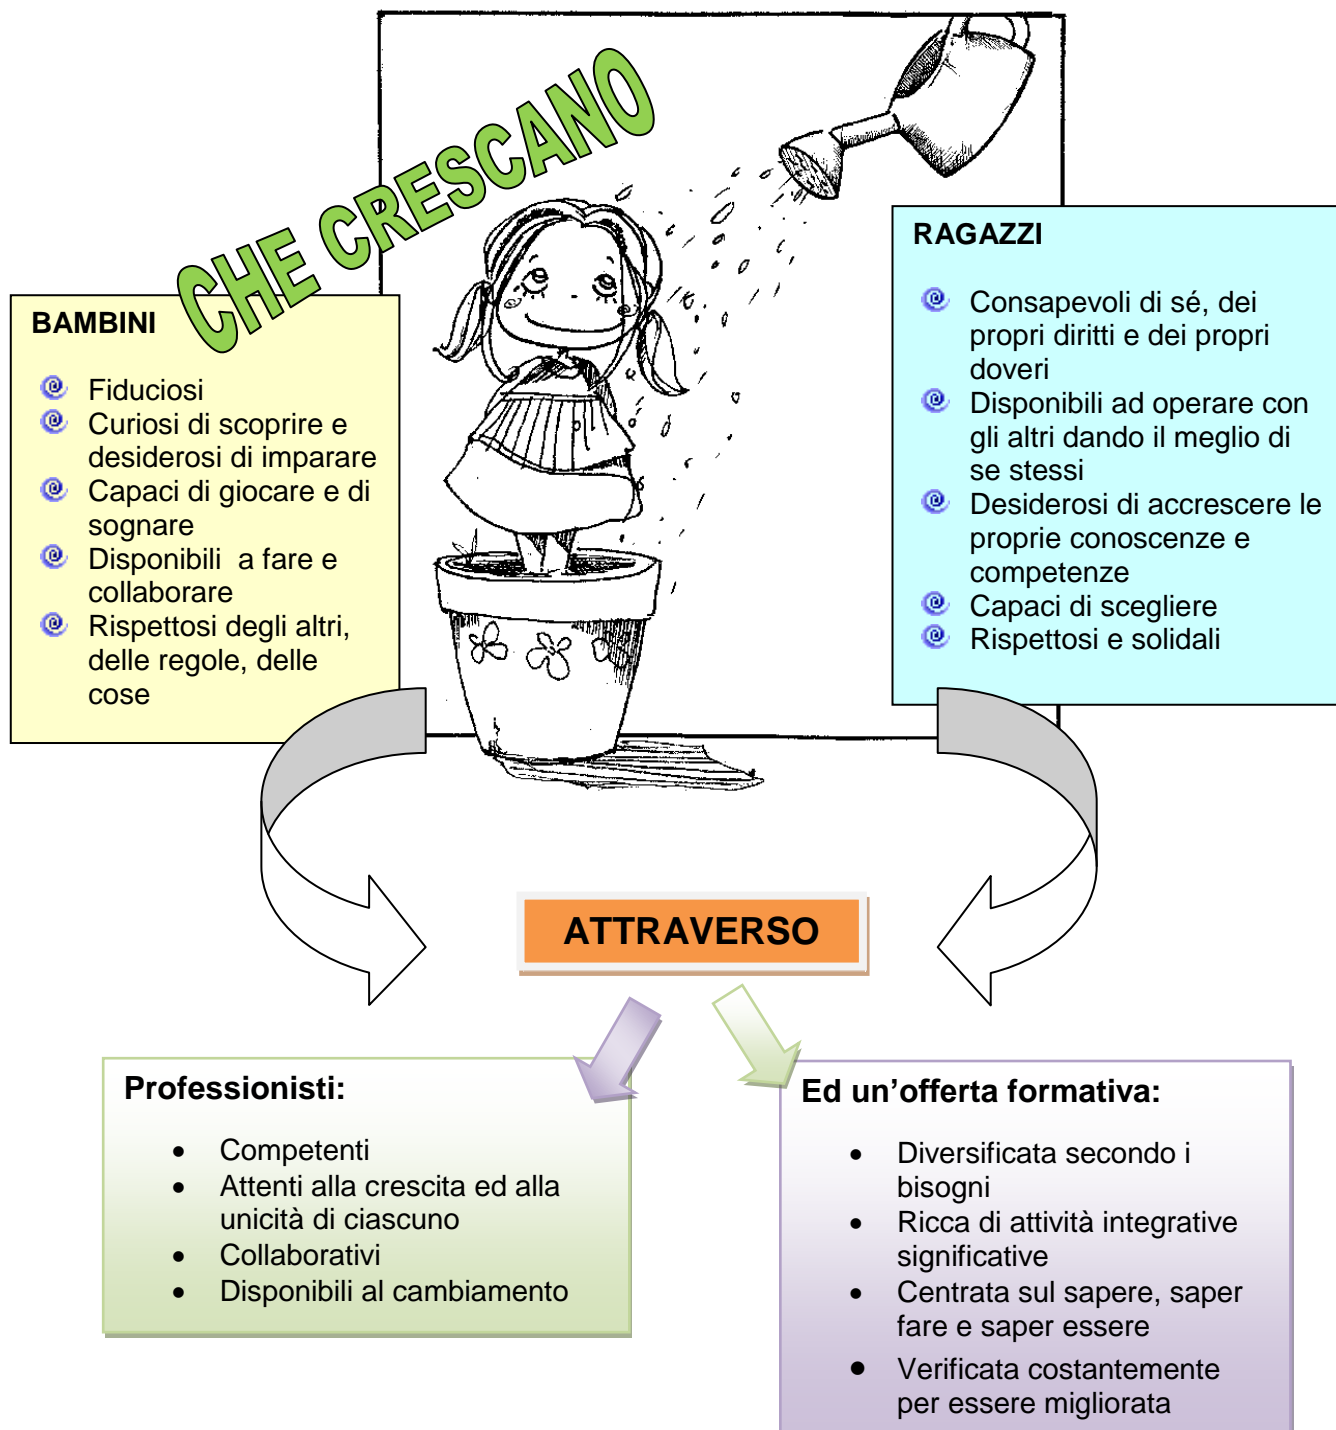 CHE CRESCANO
BAMBINI
Fiduciosi
Curiosi di scoprire e
desiderosi di imparare
Capaci di giocare e di
sognare
Disponibili  a fare e
collaborare
Rispettosi degli altri,
delle regole, delle
cose
RAGAZZI
Consapevoli di sé, dei
propri diritti e dei propri
doveri
Disponibili ad operare con
gli altri dando il meglio di
se stessi
Desiderosi di accrescere le
proprie conoscenze e
competenze
Capaci di scegliere
Rispettosi e solidali
ATTRAVERSO
Professionisti:
• Competenti
• Attenti alla crescita ed alla
unicità di ciascuno
• Collaborativi
• Disponibili al cambiamento
Ed un’offerta formativa:
• Diversificata secondo i
bisogni
• Ricca di attività integrative
significative
• Centrata sul sapere, saper
fare e saper essere
• Verificata costantemente
per essere migliorata